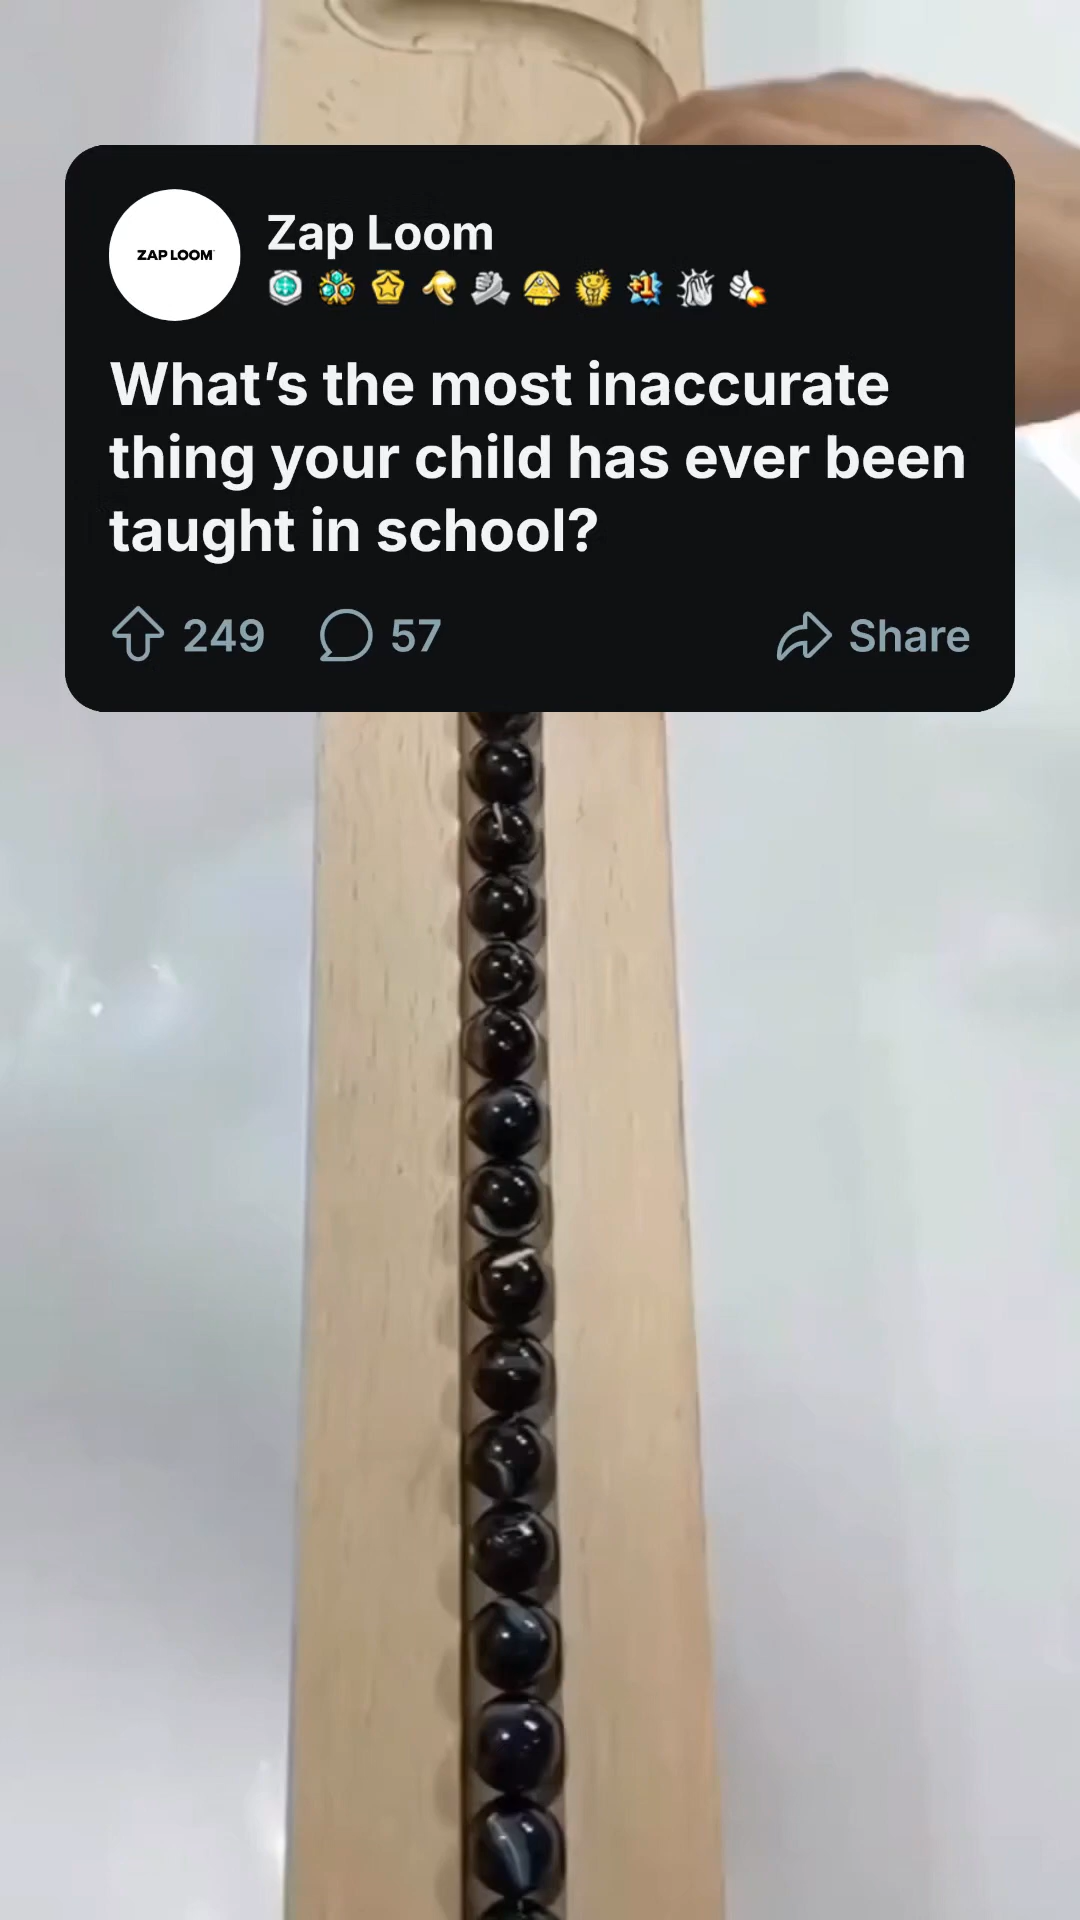 ZAP LOOM
Zap Loom
+1
What’s the most inaccurate
thing your child has ever been
taught in school?
249 57 Share